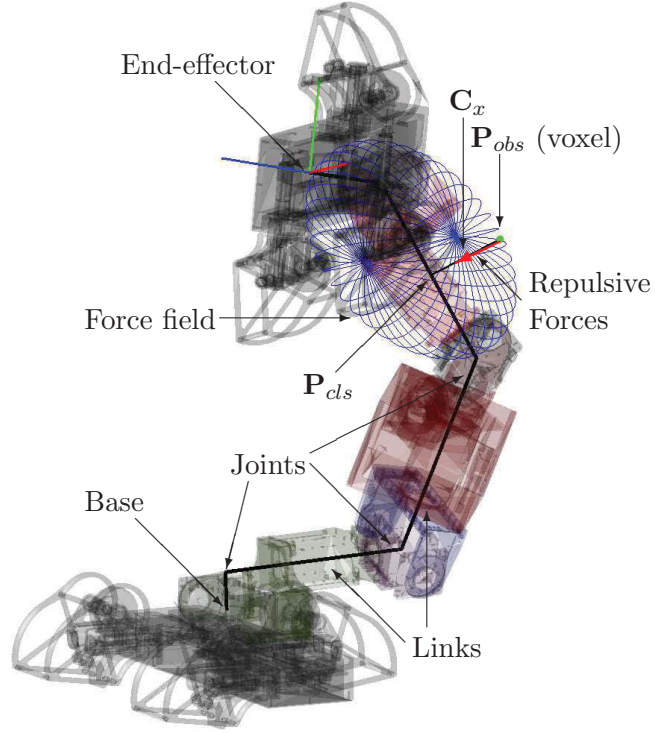 End-effector
C_x
P_obs (voxel)
Repulsive
Forces
Force field
P_cls
Joints
Base
Links